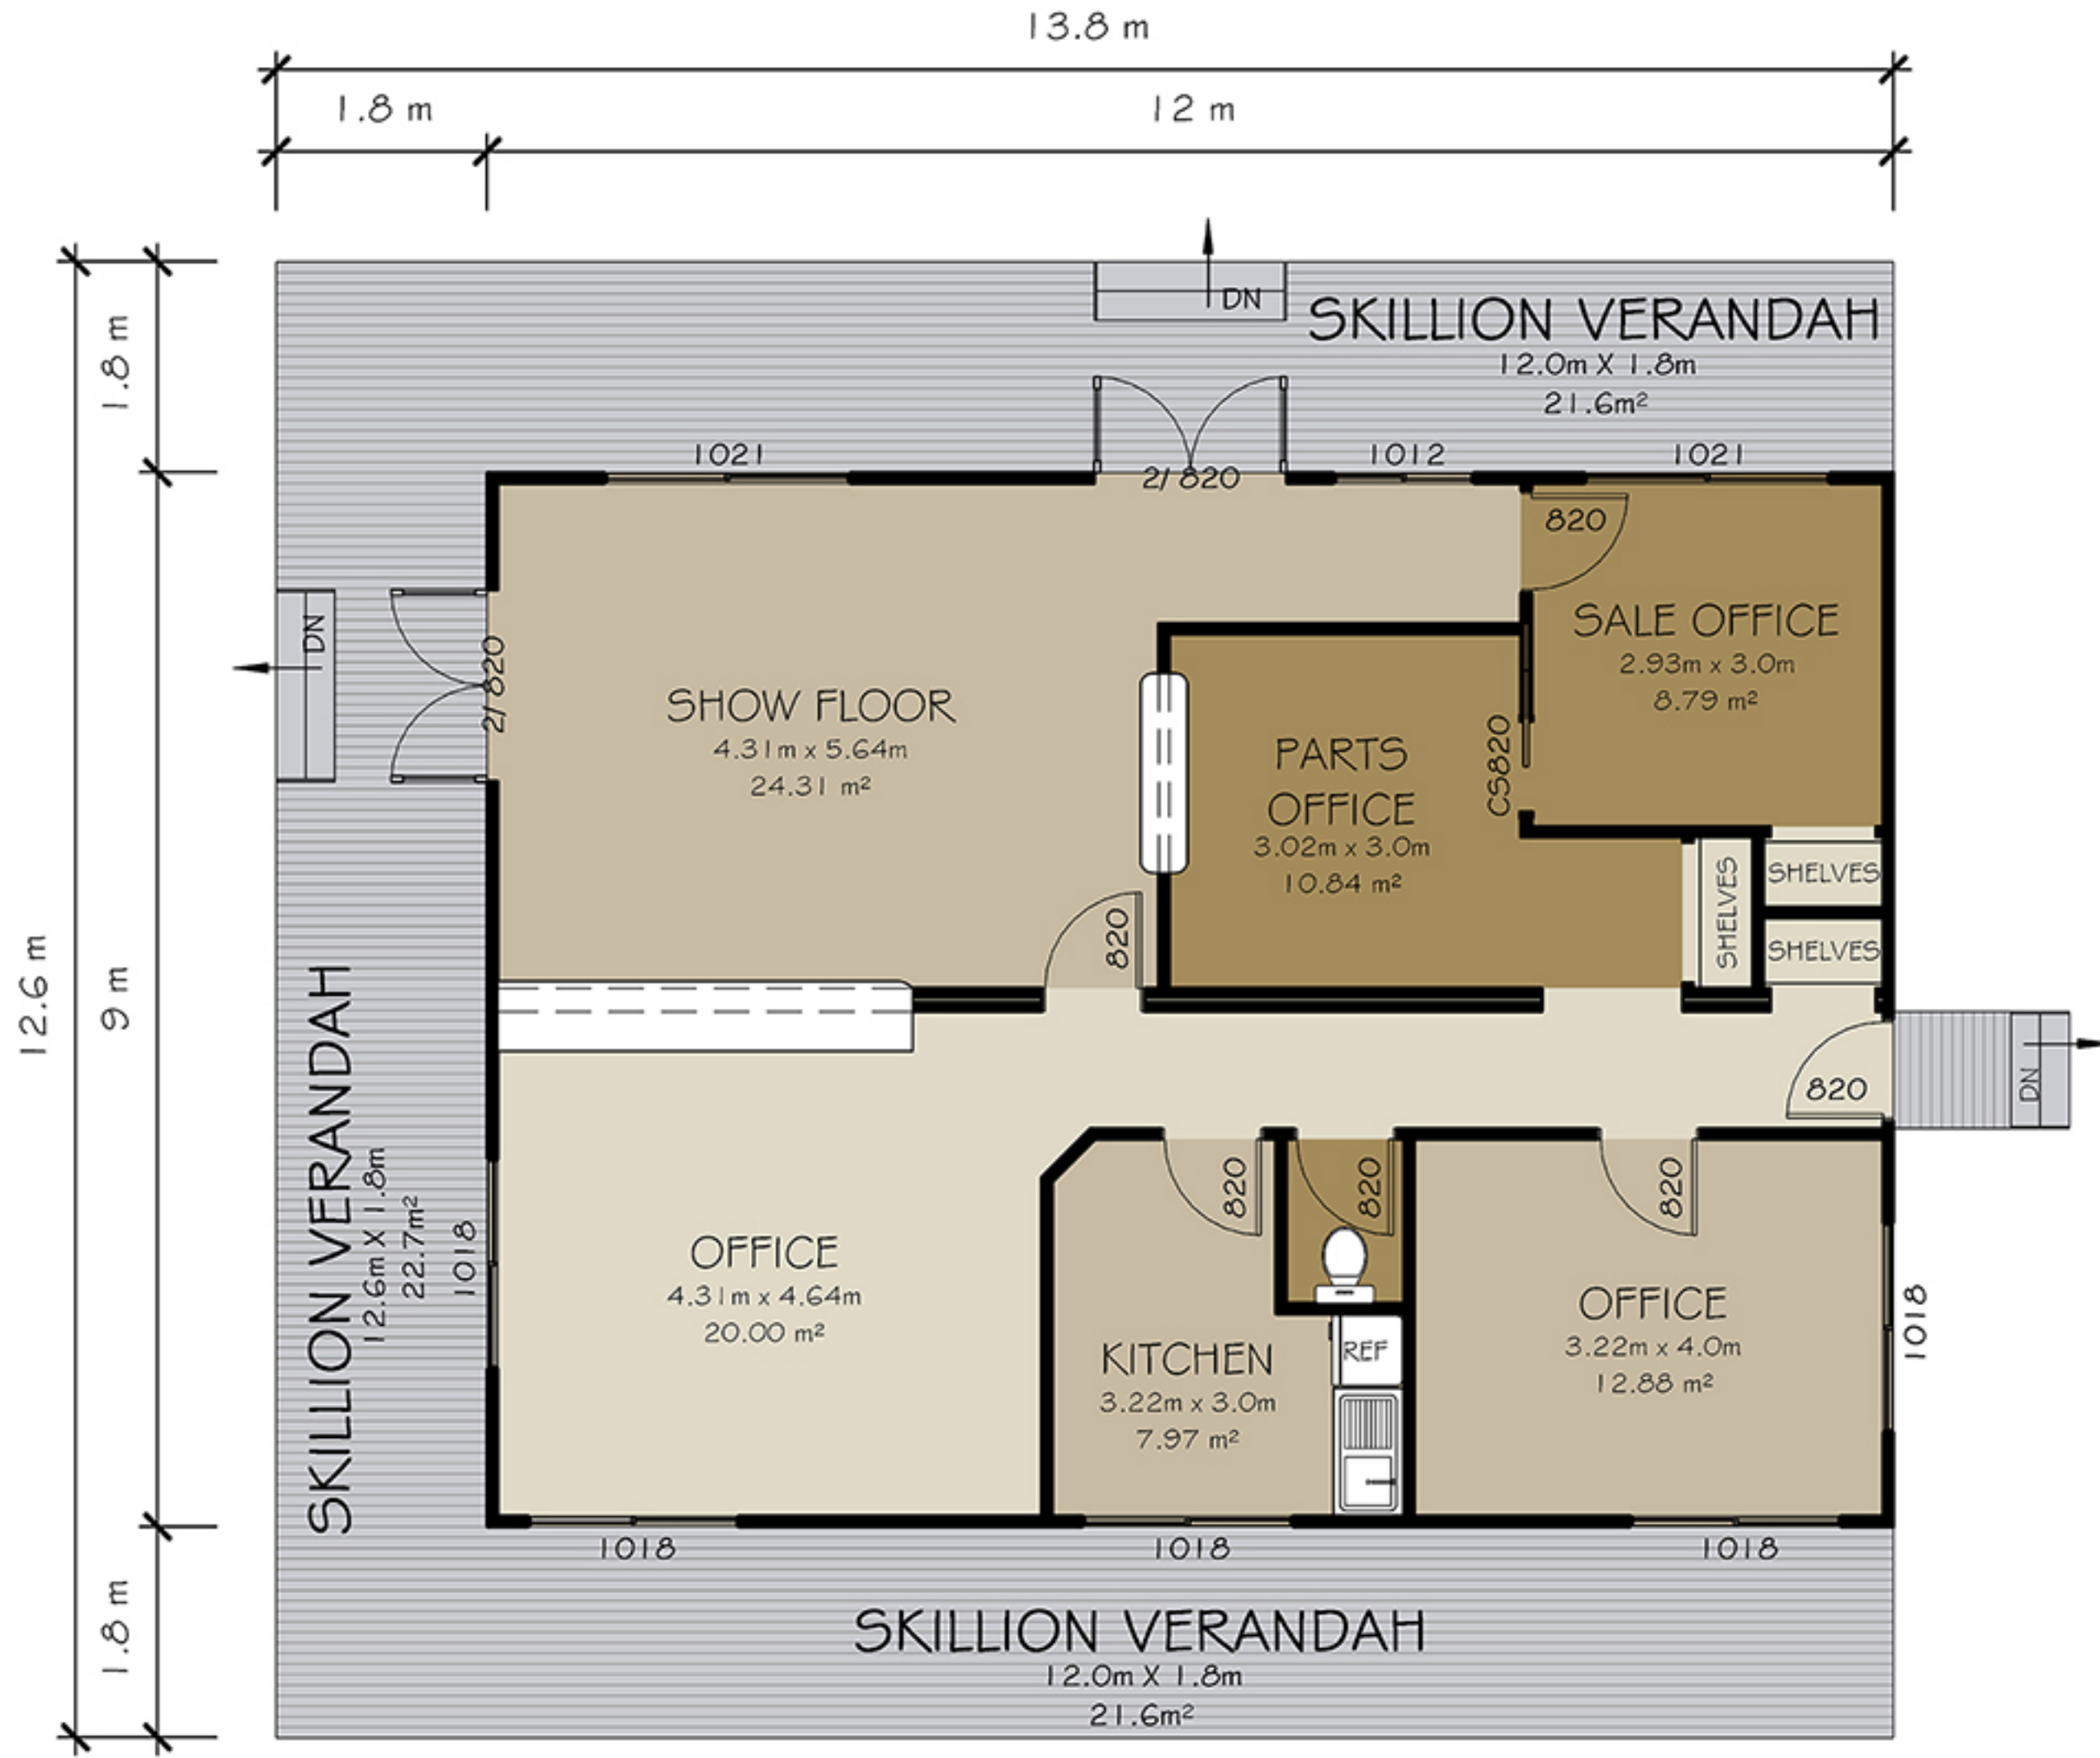 13.8 m
1.8 m
12 m
12.6 m
1.8 m
9 m
1.8 m
DN
SKILLION VERANDAH
12.0m X 1.8m
21.6m²
1021
2/ 820
1012
1021
820
SALE OFFICE
2.93m x 3.0m
8.79 m²
DN
2/ 820
SHOW FLOOR
4.31m x 5.64m
24.31 m²
PARTS
OFFICE
3.02m x 3.0m
10.84 m²
CS820
820
SHELVES
SHELVES
SHELVES
820
DN
SKILLION VERANDAH
12.6m X 1.8m
22.7m²
1018
OFFICE
4.31m x 4.64m
20.00 m²
820
820
820
KITCHEN
3.22m x 3.0m
7.97 m²
REF
OFFICE
3.22m x 4.0m
12.88 m²
1018
1018
1018
1018
SKILLION VERANDAH
12.0m X 1.8m
21.6m²